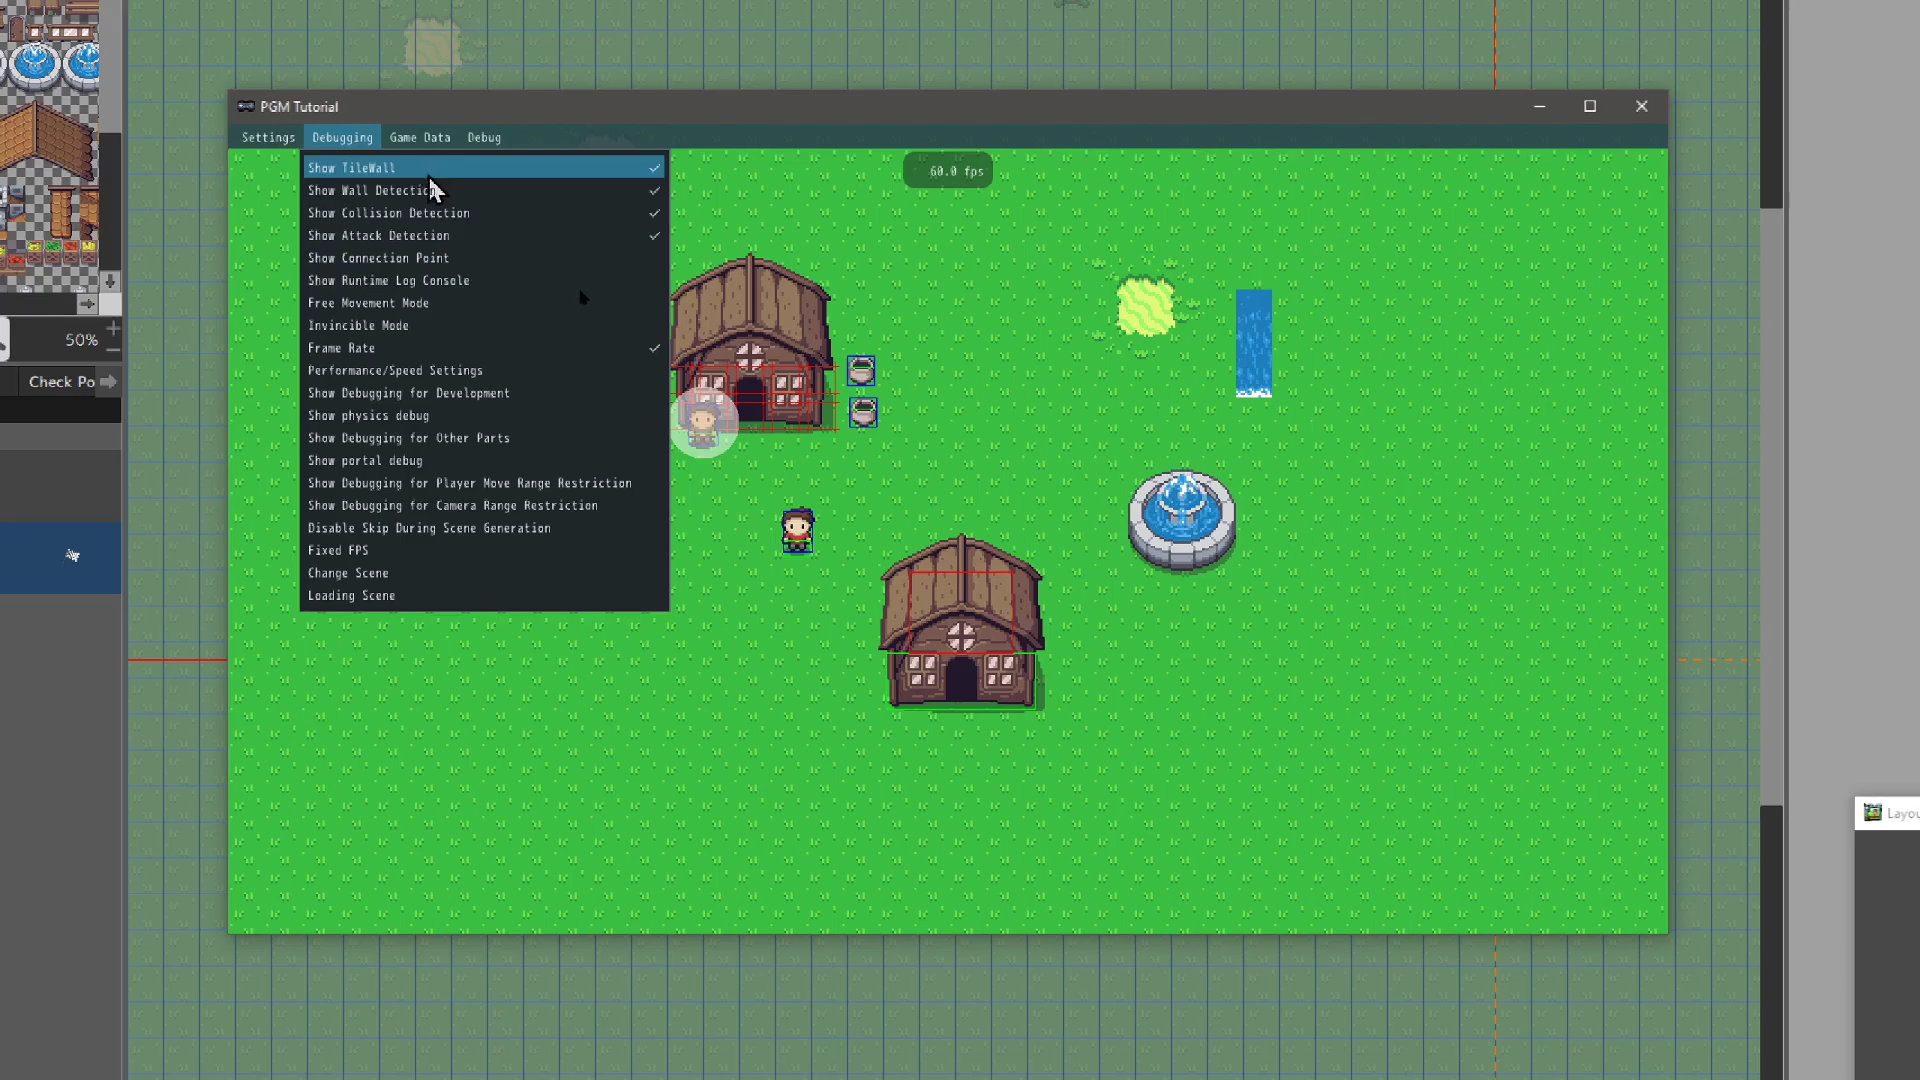 PGM Tutorial
Settings Debugging Game Data Debug
Show TileWall
60.0 fps
Show Wall Detection
Show Collision Detection
Show Attack Detection
Show Connection Point
Show Runtime Log Console
Free Movement Mode
Invincible Mode
Frame Rate
Performance/Speed Settings
Show Debugging for Development
Show physics debug
Show Debugging for Other Parts
Show portal debug
Show Debugging for Player Move Range Restriction
Show Debugging for Camera Range Restriction
Disable Skip During Scene Generation
Fixed FPS
Change Scene
Loading Scene
50%
Check Po
Layou